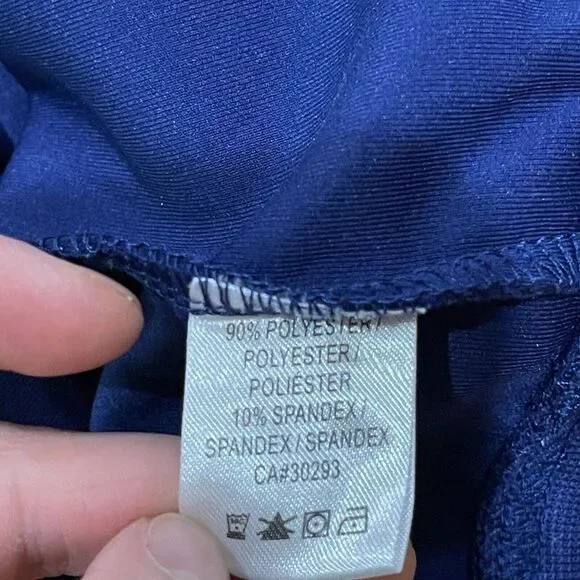 90% POLYESTER/
POLYESTER/
POLIESTER
10% SPANDEX/
SPANDEX/SPANDEX
CA#30293